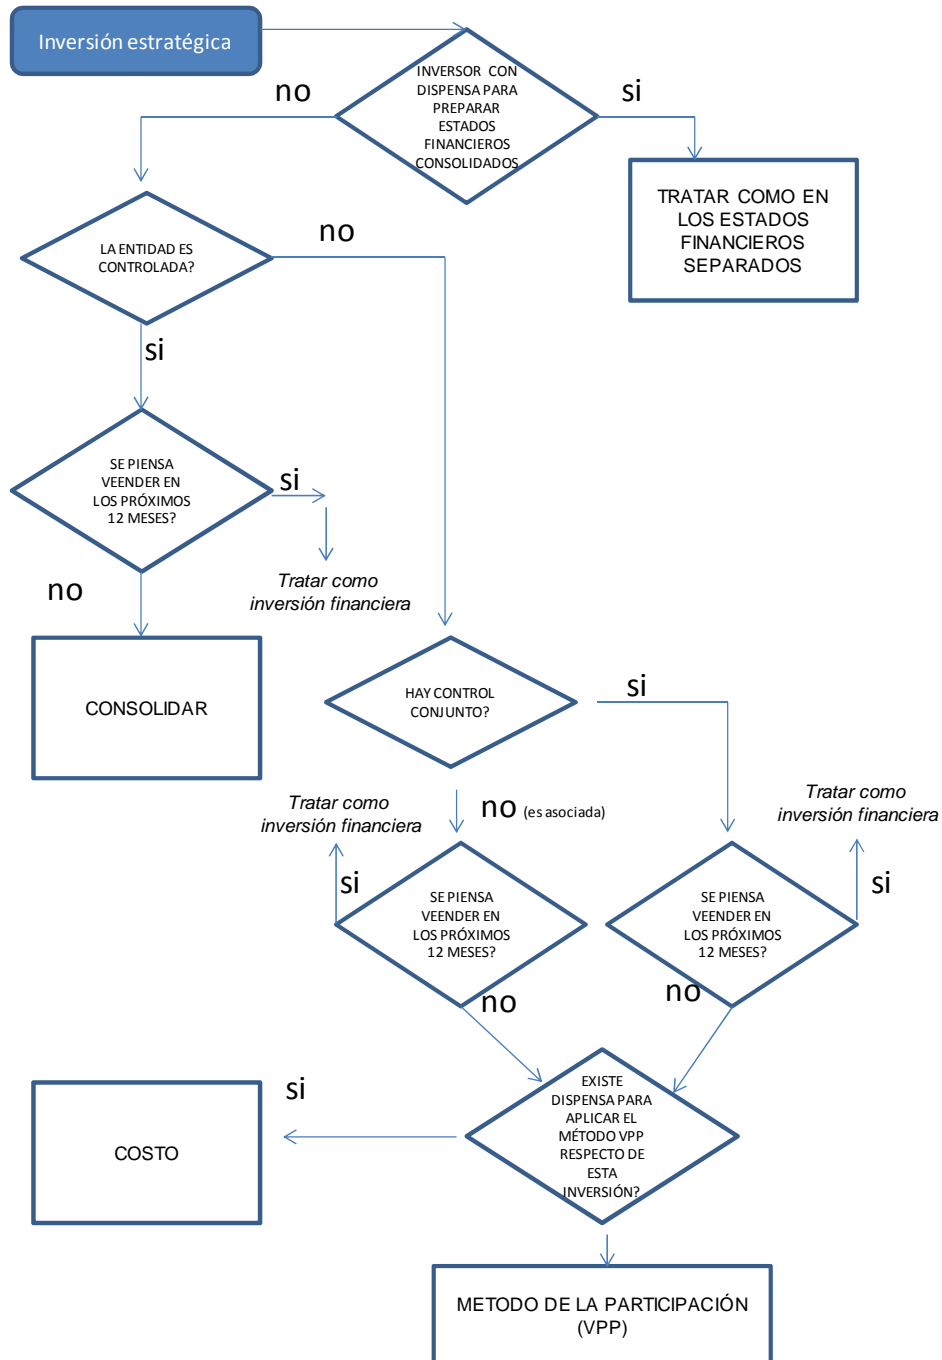 Inversión estratégica
INVERSOR CON
DISPENSA PARA
PREPARAR
ESTADOS
FINANCIEROS
CONSOLIDADOS
no
si
TRATAR COMO EN
LOS ESTADOS
FINANCIEROS
SEPARADOS
LA ENTIDAD ES
CONTROLADA?
no
si
SE PIENSA
VEENDER EN
LOS PRÓXIMOS
12 MESES?
si
Tratar como
inversión financiera
no
CONSOLIDAR
HAY CONTROL
CONJUNTO?
si
no (es asociada)
Tratar como
inversión financiera
Tratar como
inversión financiera
si
SE PIENSA
VEENDER EN
LOS PRÓXIMOS
12 MESES?
no
SE PIENSA
VEENDER EN
LOS PRÓXIMOS
12 MESES?
si
no
EXISTE
DISPENSA PARA
APLICAR EL
MÉTODO VPP
RESPECTO DE
ESTA
INVERSIÓN?
si
COSTO
METODO DE LA PARTICIPACIÓN
(VPP)